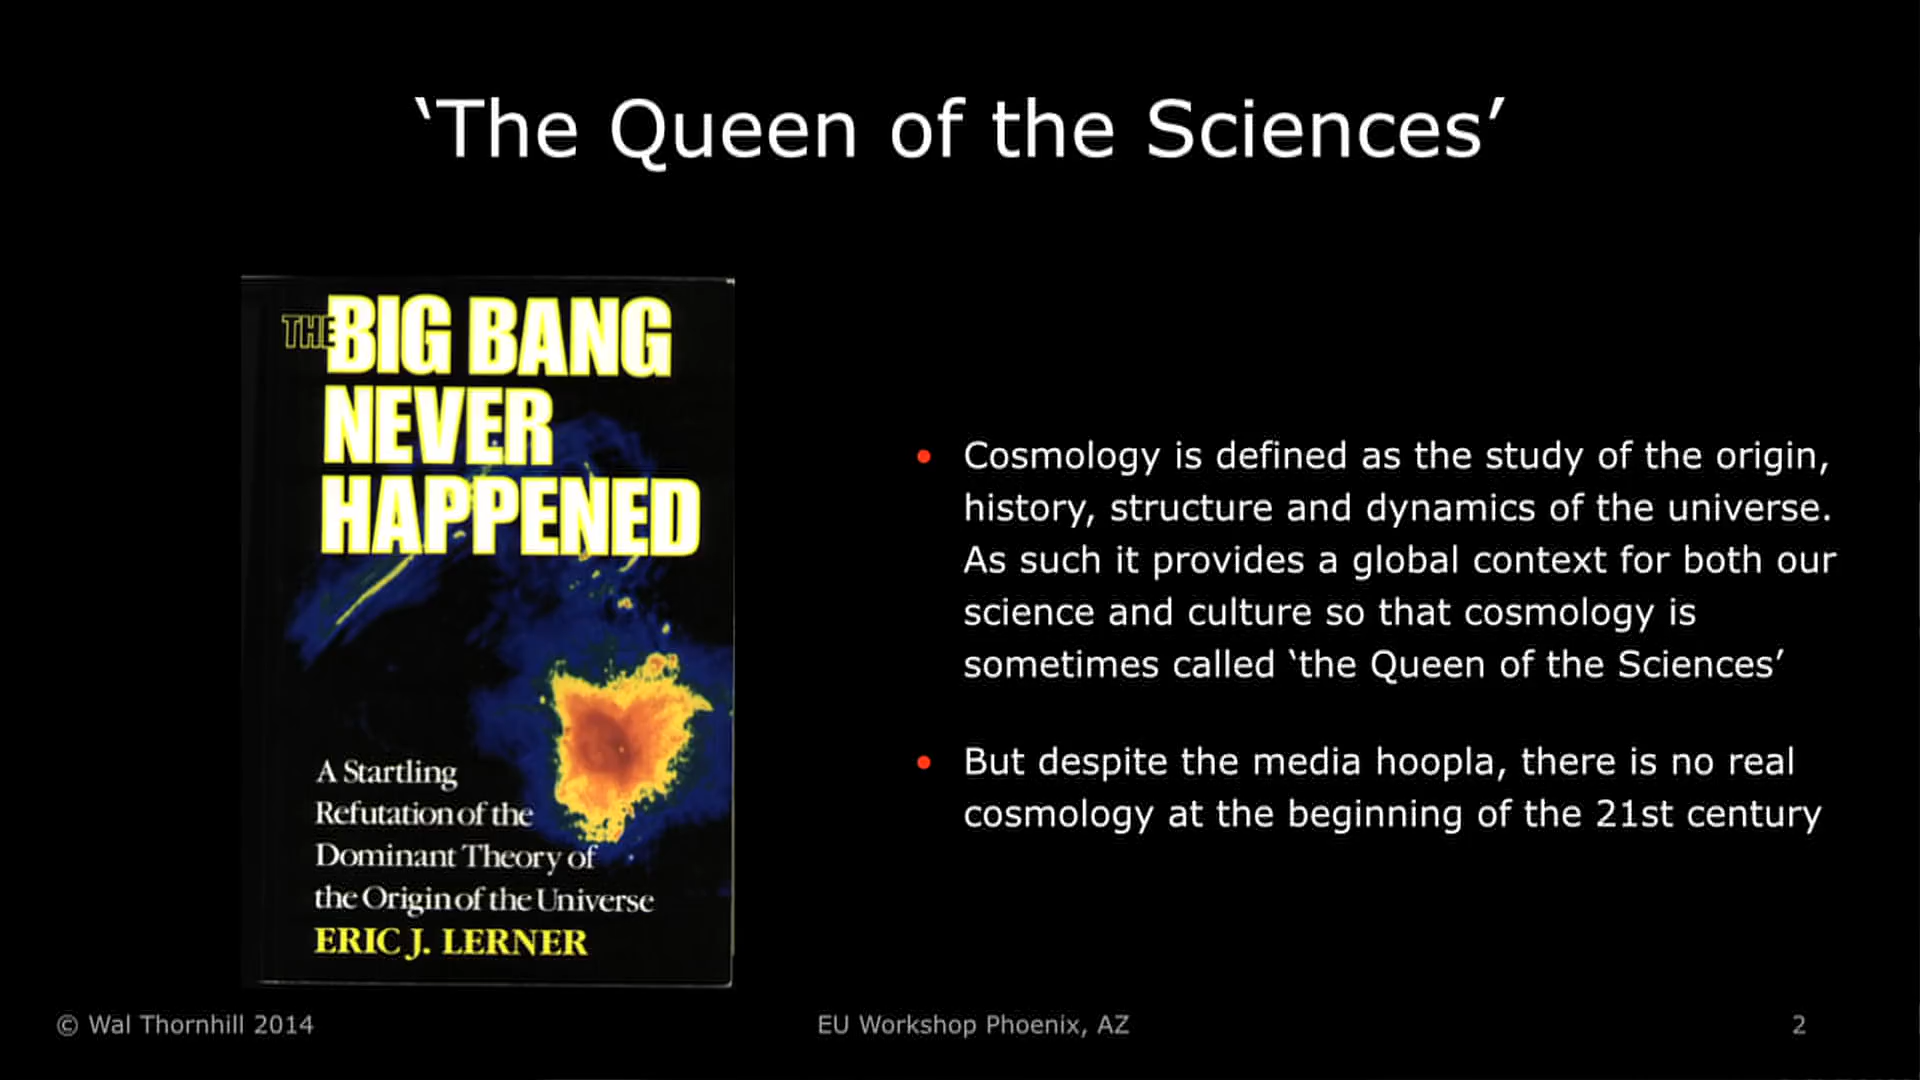 ‘The Queen of the Sciences’
THE BIG BANG
NEVER
HAPPENED
A Startling
Refutation of the
Dominant Theory of
the Origin of the Universe
ERIC J. LERNER
• Cosmology is defined as the study of the origin,
history, structure and dynamics of the universe.
As such it provides a global context for both our
science and culture so that cosmology is
sometimes called ‘the Queen of the Sciences’
• But despite the media hoopla, there is no real
cosmology at the beginning of the 21st century
© Wal Thornhill 2014
EU Workshop Phoenix, AZ
2